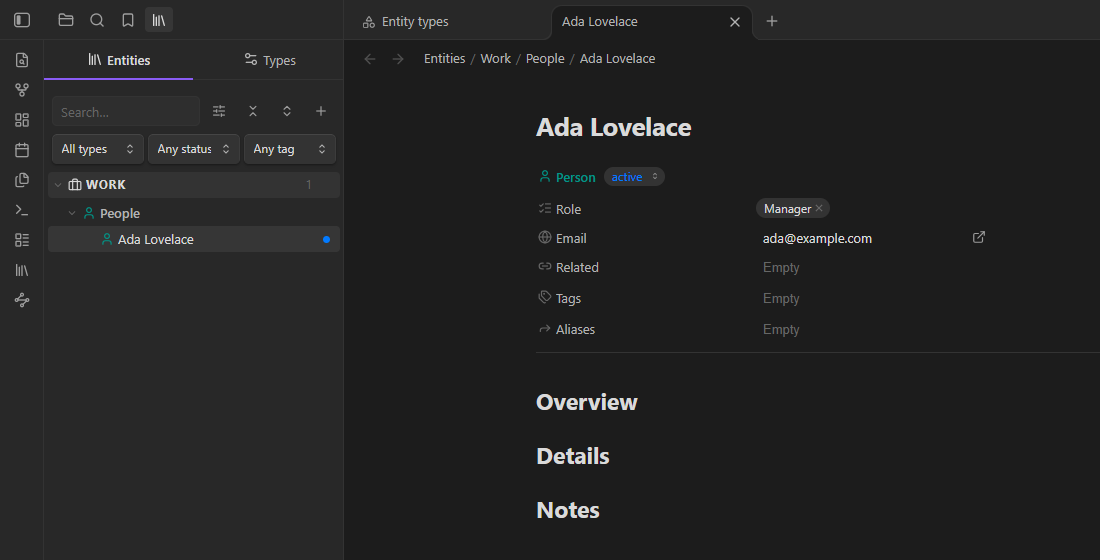 Entity types
Ada Lovelace
Entities
Types
Entities / Work / People / Ada Lovelace
Search...
All types
Any status
Any tag
WORK 1
People
Ada Lovelace
Ada Lovelace
Person active
Role Manager
Email ada@example.com
Related Empty
Tags Empty
Aliases Empty
Overview
Details
Notes